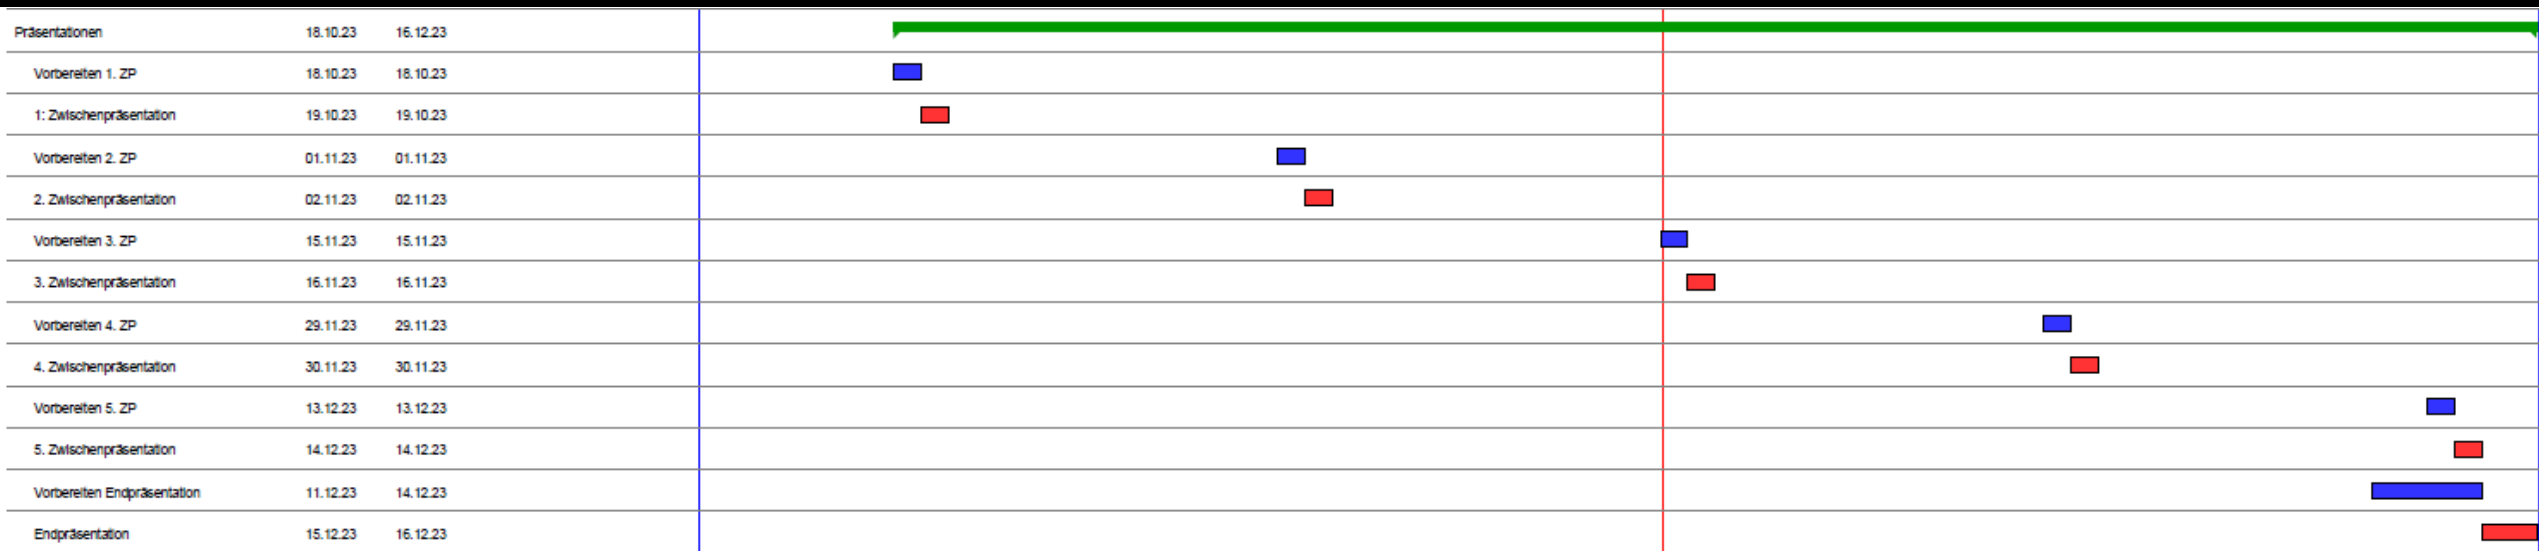 Präsentationen 18.10.23 16.12.23
Vorbereiten 1. ZP 18.10.23 18.10.23
1: Zwischenpräsentation 19.10.23 19.10.23
Vorbereiten 2. ZP 01.11.23 01.11.23
2. Zwischenpräsentation 02.11.23 02.11.23
Vorbereiten 3. ZP 15.11.23 15.11.23
3. Zwischenpräsentation 16.11.23 16.11.23
Vorbereiten 4. ZP 29.11.23 29.11.23
4. Zwischenpräsentation 30.11.23 30.11.23
Vorbereiten 5. ZP 13.12.23 13.12.23
5. Zwischenpräsentation 14.12.23 14.12.23
Vorbereiten Endpräsentation 11.12.23 14.12.23
Endpräsentation 15.12.23 16.12.23